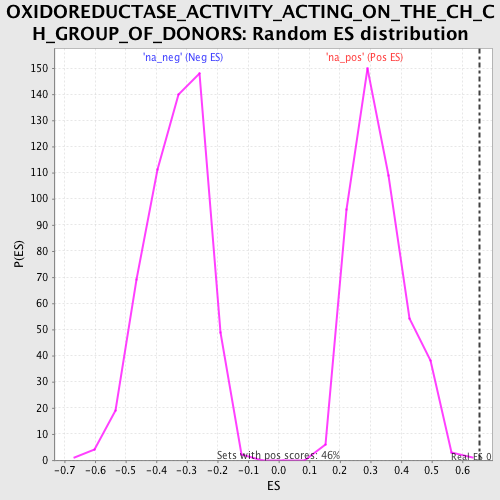 OXIDOREDUCTASE_ACTIVITY_ACTING_ON_THE_CH_C
H_GROUP_OF_DONORS: Random ES distribution
'na_neg' (Neg ES)
'na_pos' (Pos ES)
150
140
130
120
110
100
90
80
70
60
50
40
30
20
10
0
P(ES)
Sets with pos scores: 46%
Real ES 0
-0.7 -0.6 -0.5 -0.4 -0.3 -0.2 -0.1 0.0 0.1 0.2 0.3 0.4 0.5 0.6
ES